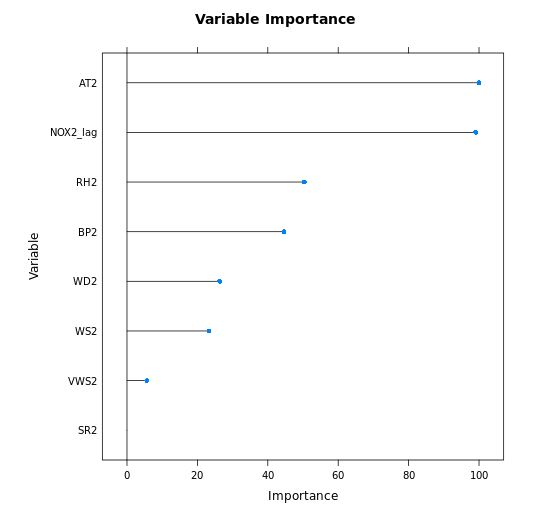 Variable Importance
AT2
NOX2_lag
RH2
BP2
WD2
WS2
VWS2
SR2
Variable
0 20 40 60 80 100
Importance